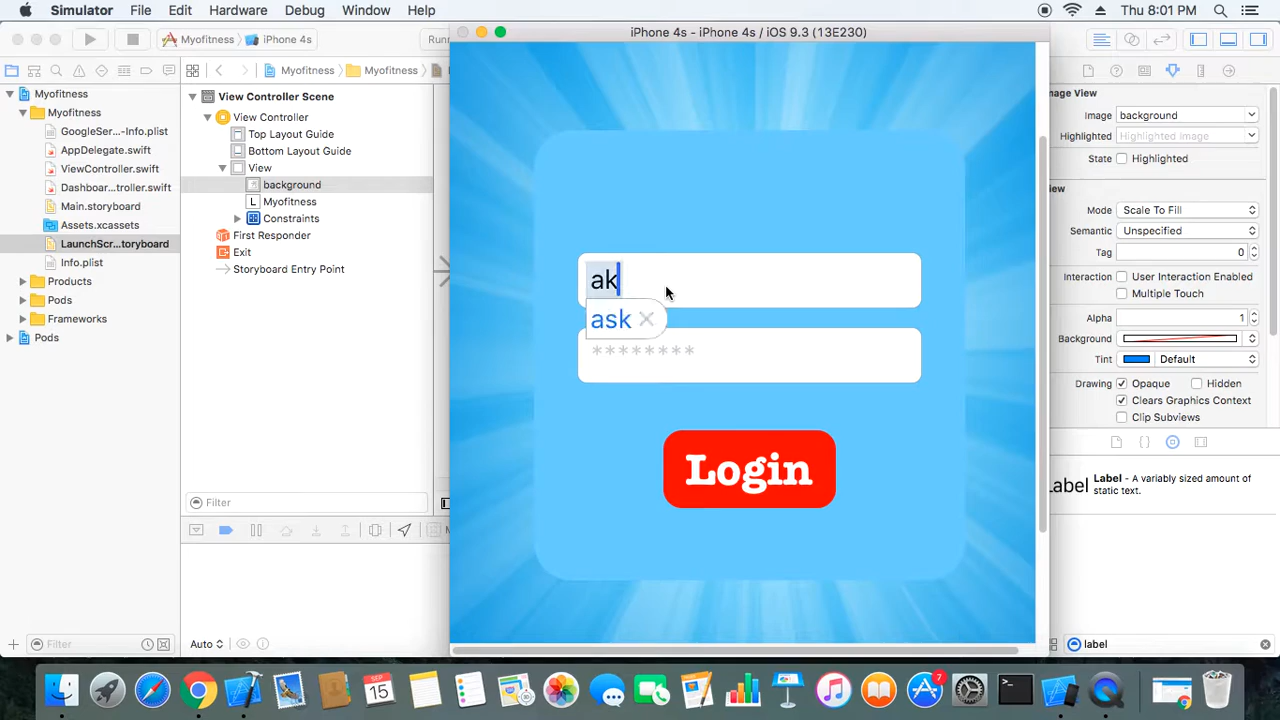 Simulator File Edit Hardware Debug Window Help Thu 8:01 PM
Myofitness iPhone 4s
iPhone 4s - iPhone 4s / iOS 9.3 (13E230)
Myofitness
Myofitness
GoogleSer...-Info.plist
AppDelegate.swift
ViewController.swift
Dashboar...troller.swift
Main.storyboard
Assets.xcassets
LaunchScr...toryboard
Info.plist
Products
Pods
Frameworks
Pods
Filter
Myofitness Myofitness
View Controller Scene
View Controller
Top Layout Guide
Bottom Layout Guide
View
background
Myofitness
Constraints
First Responder
Exit
Storyboard Entry Point
Filter
Auto
ak
ask
********
Login
Image View
Image background
Highlighted Highlighted Image
State Highlighted
View
Mode Scale To Fill
Semantic Unspecified
Tag 0
Interaction User Interaction Enabled
Multiple Touch
Alpha 1
Background
Tint Default
Drawing Opaque Hidden
Clears Graphics Context
Clip Subviews
Label
Label - A variably sized amount of
static text.
label
SEP
15
7